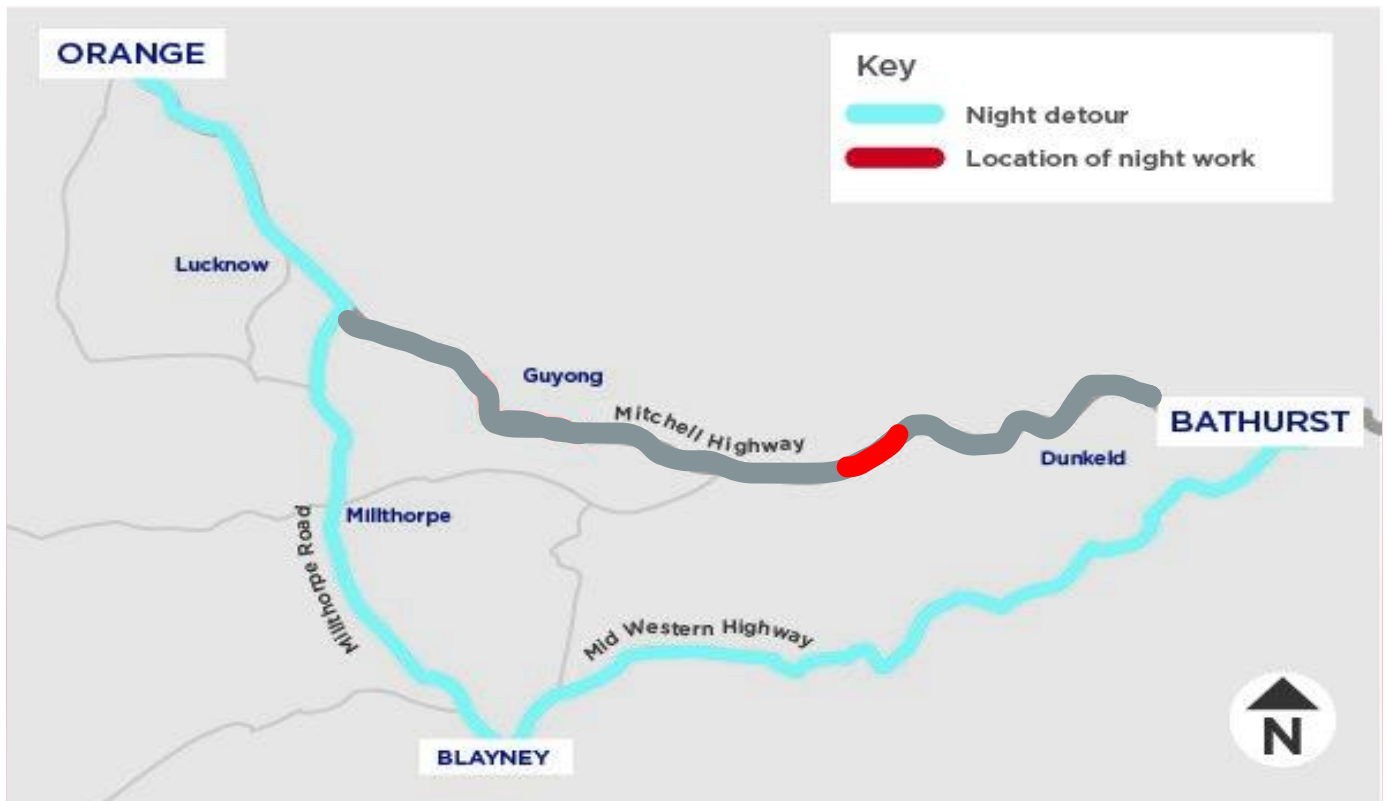 ORANGE
Key
Night detour
Location of night work
Lucknow
Guyong
Mitchell Highway
BATHURST
Dunkeld
Millthorpe
Millthorpe Road
Mid Western Highway
BLAYNEY
N